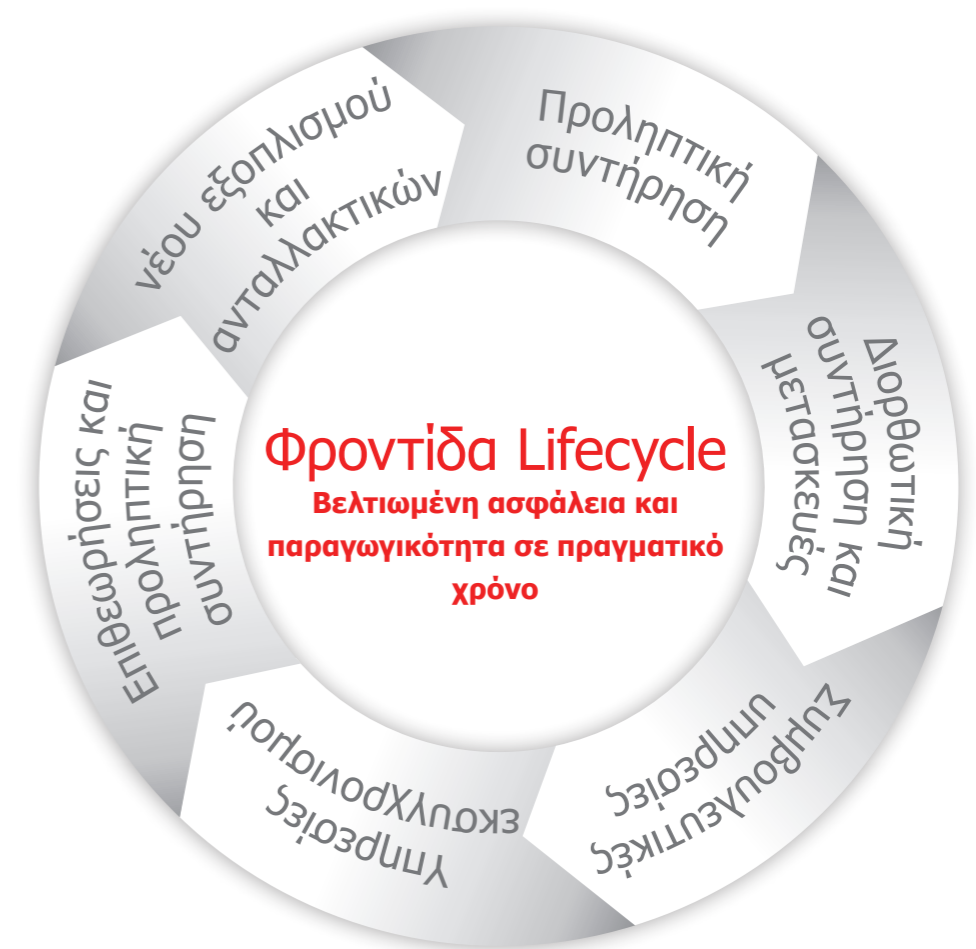 Φροντίδα Lifecycle
Βελτιωμένη ασφάλεια και
παραγωγικότητα σε πραγματικό
χρόνο
Προληπτική
συντήρηση
Διορθωτική
συντήρηση και
μετασκευές
Συμβουλευτικές
υπηρεσίες
Υπηρεσίες
εκσυγχρονισμού
Επιθεωρήσεις και
προληπτική
συντήρηση
νέου εξοπλισμού
και
ανταλλακτικών